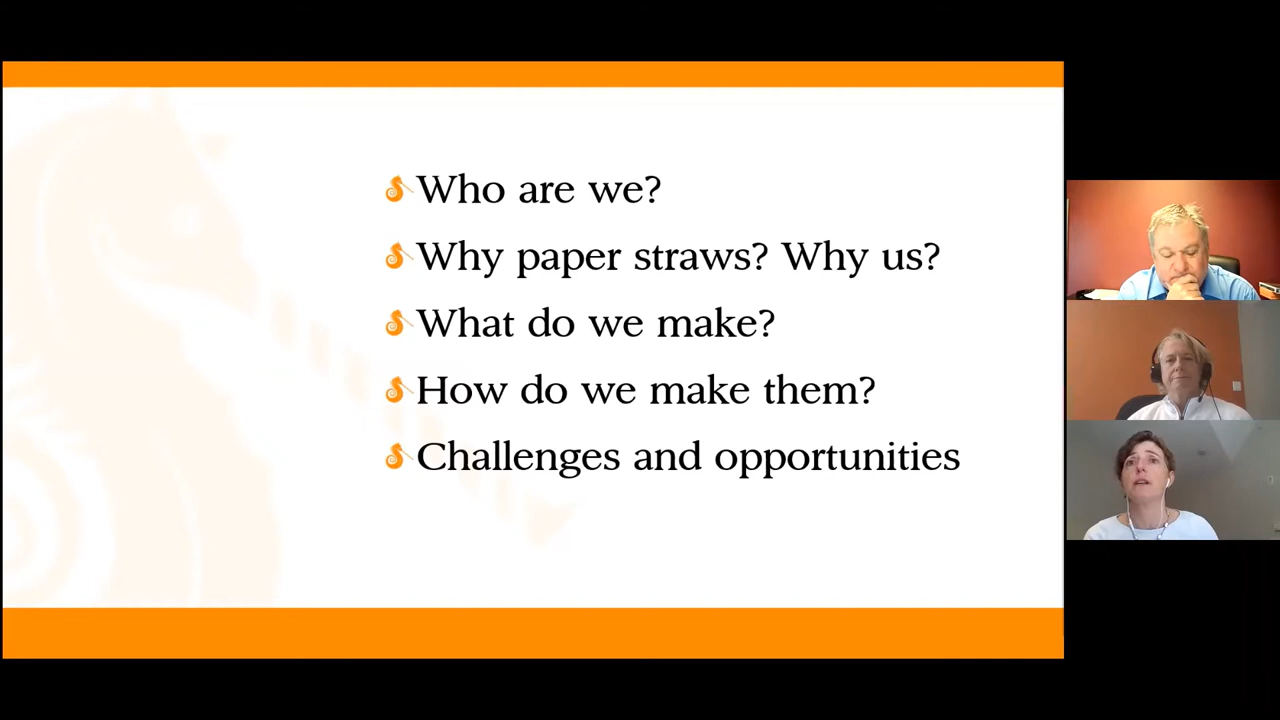 Who are we?
Why paper straws? Why us?
What do we make?
How do we make them?
Challenges and opportunities